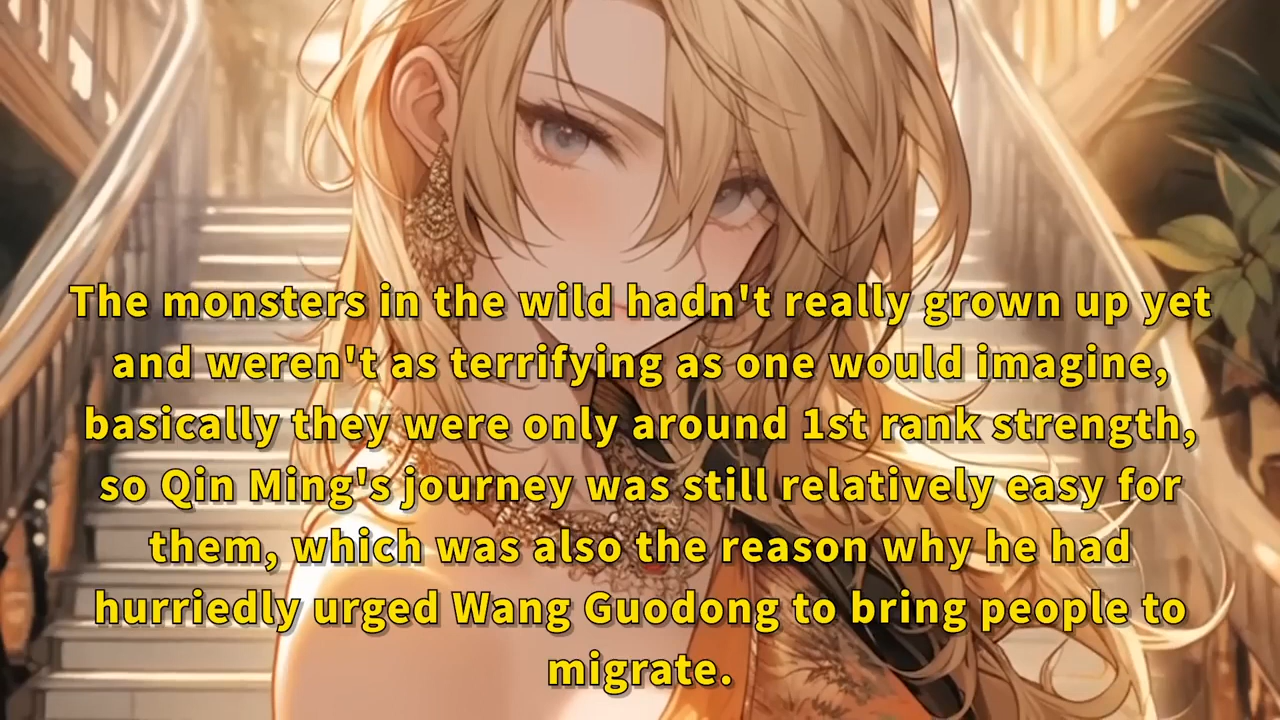 The monsters in the wild hadn't really grown up yet
and weren't as terrifying as one would imagine,
basically they were only around 1st rank strength,
so Qin Ming's journey was still relatively easy for
them, which was also the reason why he had
hurriedly urged Wang Guodong to bring people to
migrate.